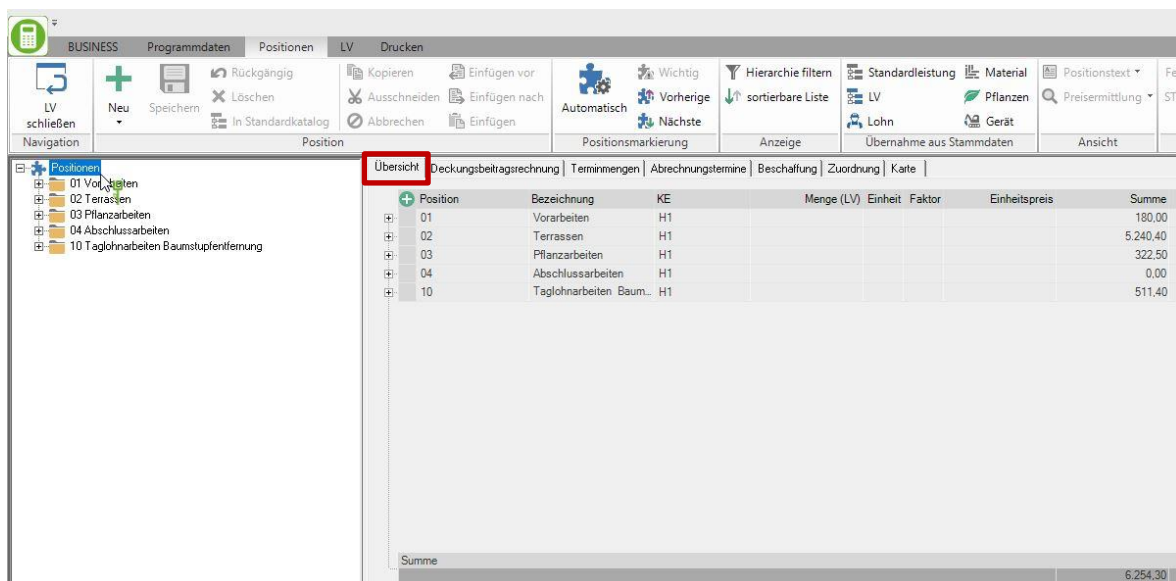 BUSINESS Programmdaten Positionen LV Drucken
LV schließen
Neu
Speichern
Rückgängig
Löschen
In Standardkatalog
Kopieren
Ausschneiden
Abbrechen
Einfügen vor
Einfügen nach
Einfügen
Automatisch
Wichtig
Vorherige
Nächste
Hierarchie filtern
sortierbare Liste
Standardleistung
LV
Lohn
Material
Pflanzen
Gerät
Positionstext
Preisermittlung
Fe
ST
Navigation Position Positionsmarkierung Anzeige Übernahme aus Stammdaten Ansicht
Positionen
01 Vorarbeiten
02 Terrassen
03 Pflanzarbeiten
04 Abschlussarbeiten
10 Taglohnarbeiten Baumstupfentfernung
Übersicht Deckungsbeitragsrechnung Terminmengen Abrechnungstermine Beschaffung Zuordnung Karte
Position Bezeichnung KE Menge (LV) Einheit Faktor Einheitspreis Summe
01 Vorarbeiten H1 180,00
02 Terrassen H1 5.240,40
03 Pflanzarbeiten H1 322,50
04 Abschlussarbeiten H1 0,00
10 Taglohnarbeiten Baum... H1 511,40
Summe
6.254,30